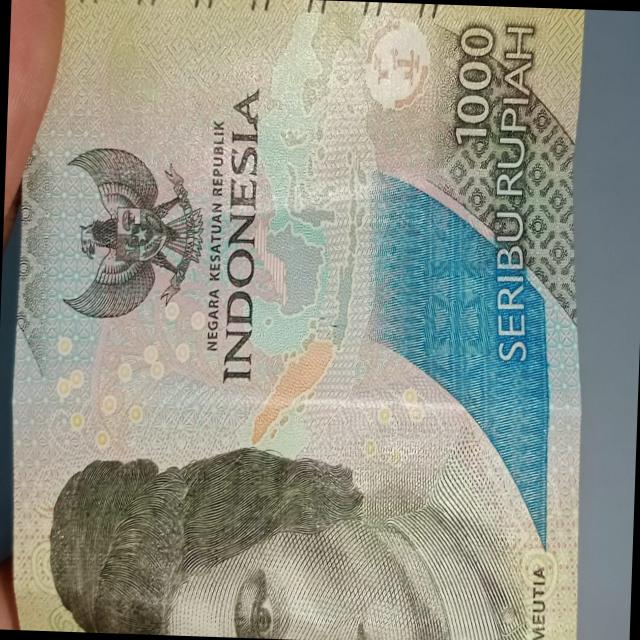 NEGARA KESATUAN REPUBLIK
INDONESIA
1000
SERIBU RUPIAH
MEUTIA